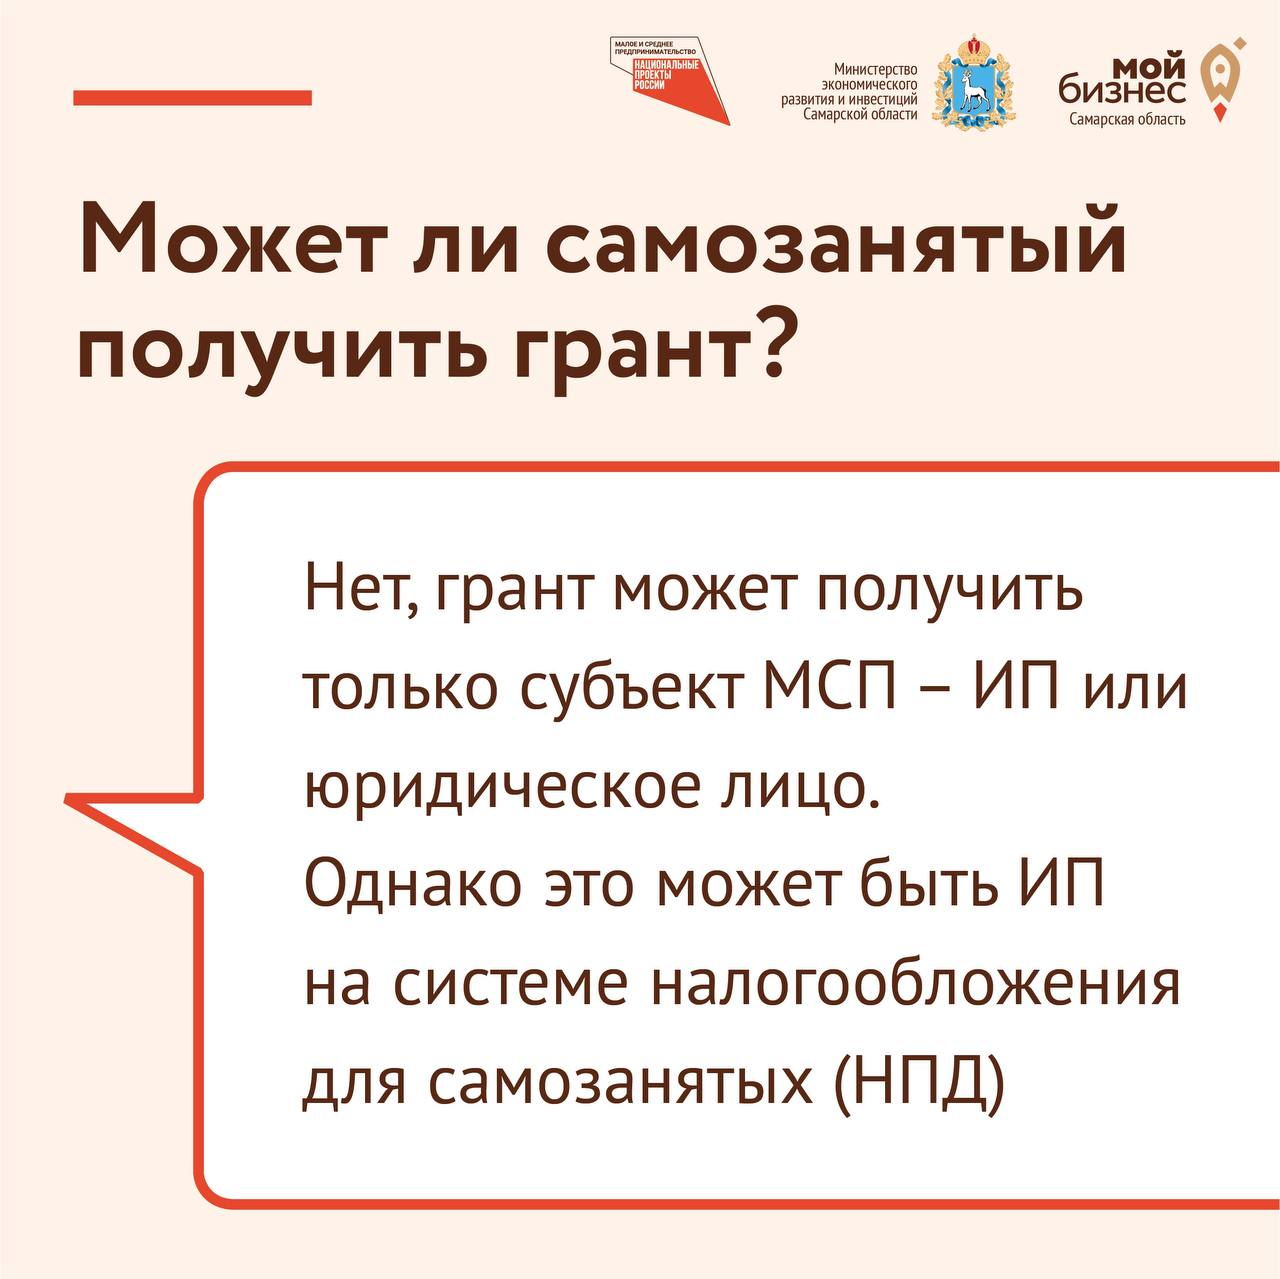 МАЛОЕ И СРЕДНЕЕ
ПРЕДПРИНИМАТЕЛЬСТВО
НАЦИОНАЛЬНЫЕ
ПРОЕКТЫ
РОССИИ
Министерство
экономического
развития и инвестиций
Самарской области
мой
бизнес
Самарская область
Может ли самозанятый
получить грант?
Нет, грант может получить
только субъект МСП – ИП или
юридическое лицо.
Однако это может быть ИП
на системе налогообложения
для самозанятых (НПД)